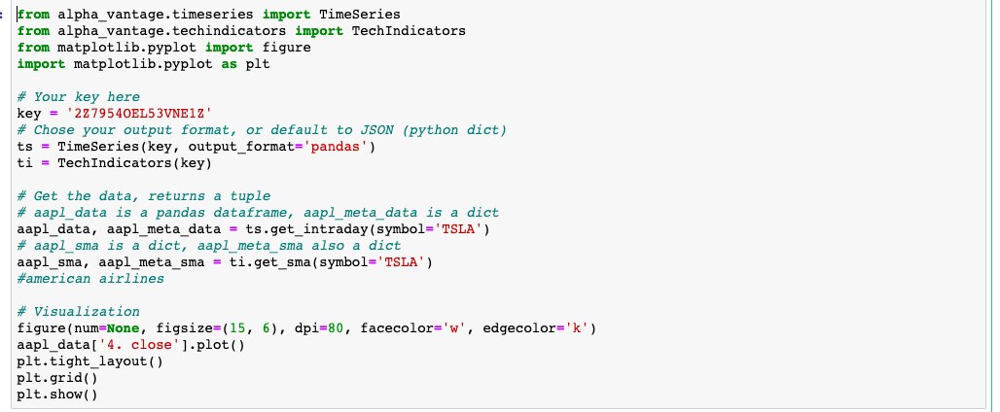 from alpha_vantage.timeseries import TimeSeries
from alpha_vantage.techindicators import TechIndicators
from matplotlib.pyplot import figure
import matplotlib.pyplot as plt
# Your key here
key = '2Z7954OEL53VNE1Z'
# Chose your output format, or default to JSON (python dict)
ts = TimeSeries(key, output_format='pandas')
ti = TechIndicators(key)
# Get the data, returns a tuple
# aapl_data is a pandas dataframe, aapl_meta_data is a dict
aapl_data, aapl_meta_data = ts.get_intraday(symbol='TSLA')
# aapl_sma is a dict, aapl_meta_sma also a dict
aapl_sma, aapl_meta_sma = ti.get_sma(symbol='TSLA')
#american airlines
# Visualization
figure(num=None, figsize=(15, 6), dpi=80, facecolor='w', edgecolor='k')
aapl_data['4. close'].plot()
plt.tight_layout()
plt.grid()
plt.show()